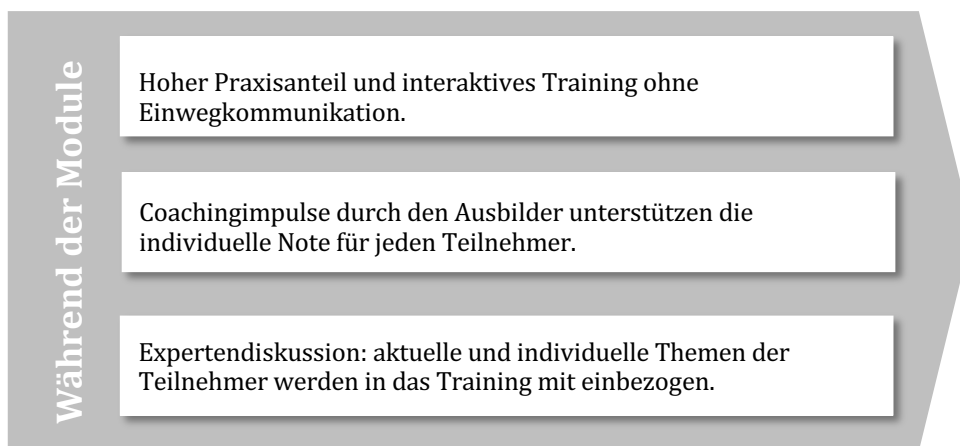 Während der Module
Hoher Praxisanteil und interaktives Training ohne
Einwegkommunikation.
Coachingimpulse durch den Ausbilder unterstützen die
individuelle Note für jeden Teilnehmer.
Expertendiskussion: aktuelle und individuelle Themen der
Teilnehmer werden in das Training mit einbezogen.